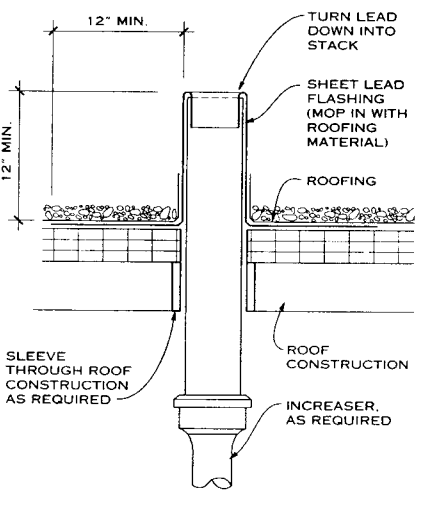 12" MIN.
TURN LEAD
DOWN INTO
STACK
SHEET LEAD
FLASHING
(MOP IN WITH
ROOFING
MATERIAL)
12" MIN.
ROOFING
SLEEVE
THROUGH ROOF
CONSTRUCTION
AS REQUIRED
ROOF
CONSTRUCTION
INCREASER,
AS REQUIRED